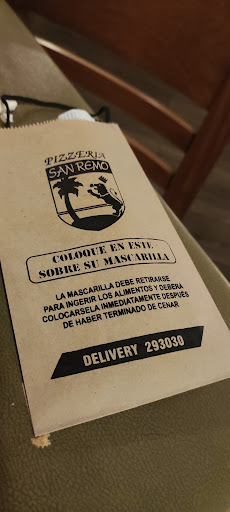 PIZZERIA
SAN REMO
COLOQUE EN ESTE
SOBRE SU MASCARILLA
LA MASCARILLA DEBE RETIRARSE
PARA INGERIR LOS ALIMENTOS Y DEBERA
COLOCARSELA INMEDIATAMENTE DESPUÉS
DE HABER TERMINADO DE CENAR
DELIVERY 293030